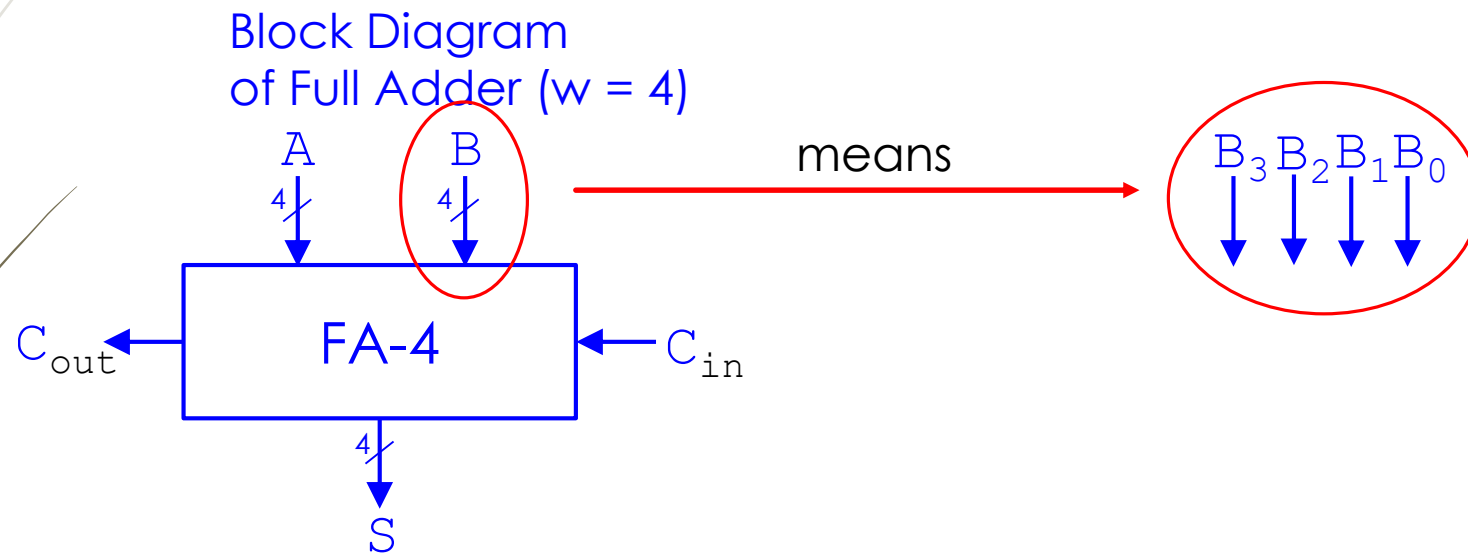 Block Diagram
of Full Adder (w = 4)
A B
means
B3 B2 B1 B0
4 4
Cout FA-4 Cin
4
S